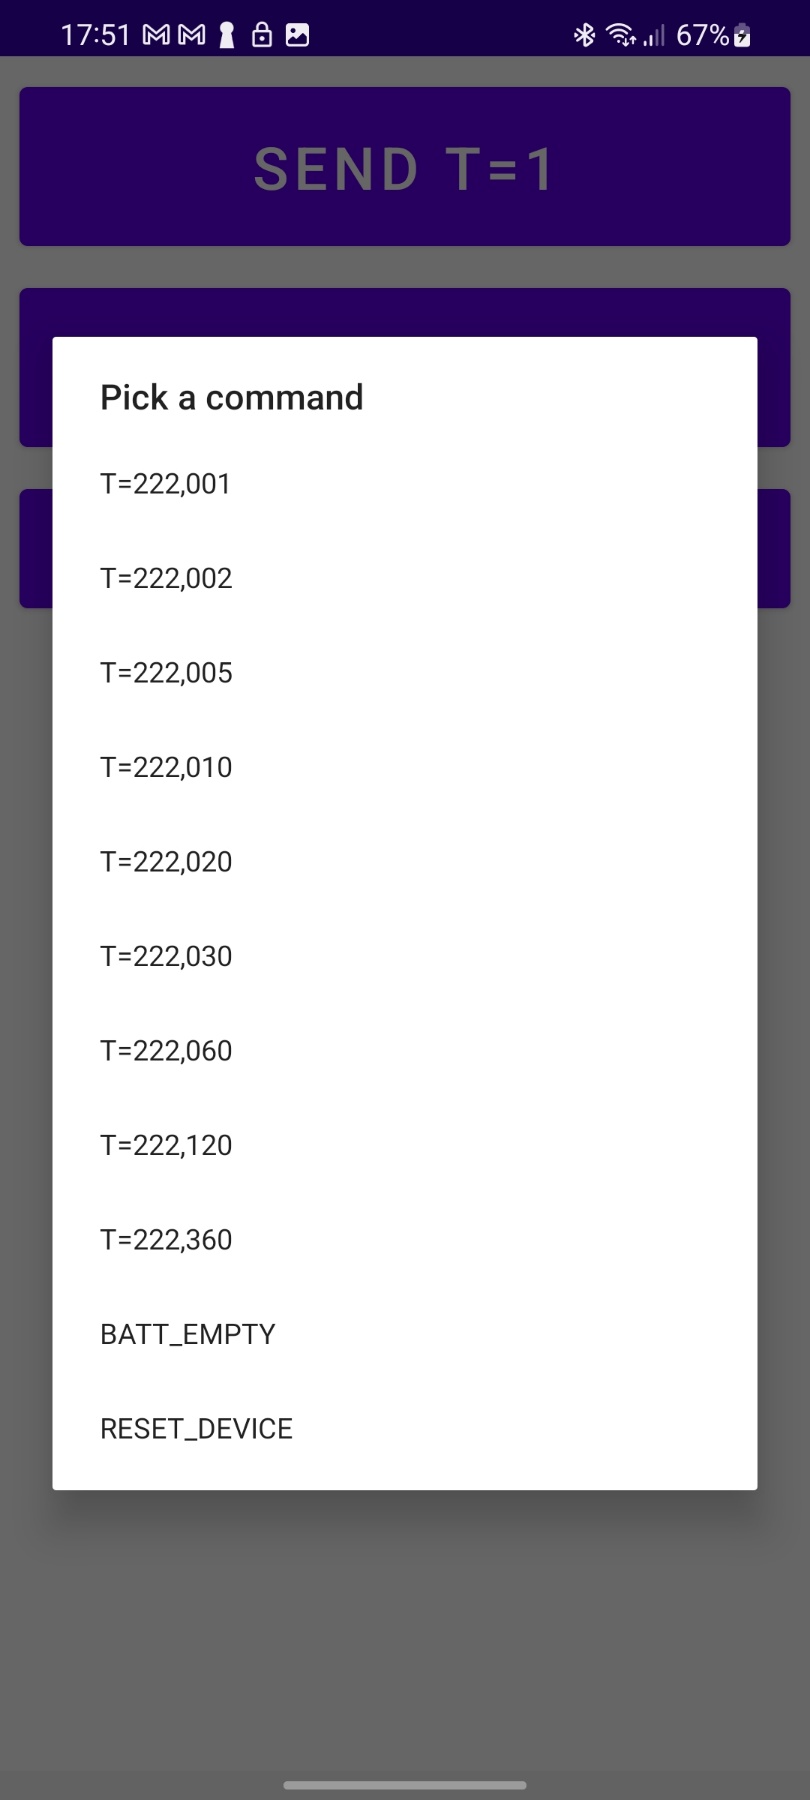 17:51
67%
SEND T=1
Pick a command
T=222,001
T=222,002
T=222,005
T=222,010
T=222,020
T=222,030
T=222,060
T=222,120
T=222,360
BATT_EMPTY
RESET_DEVICE